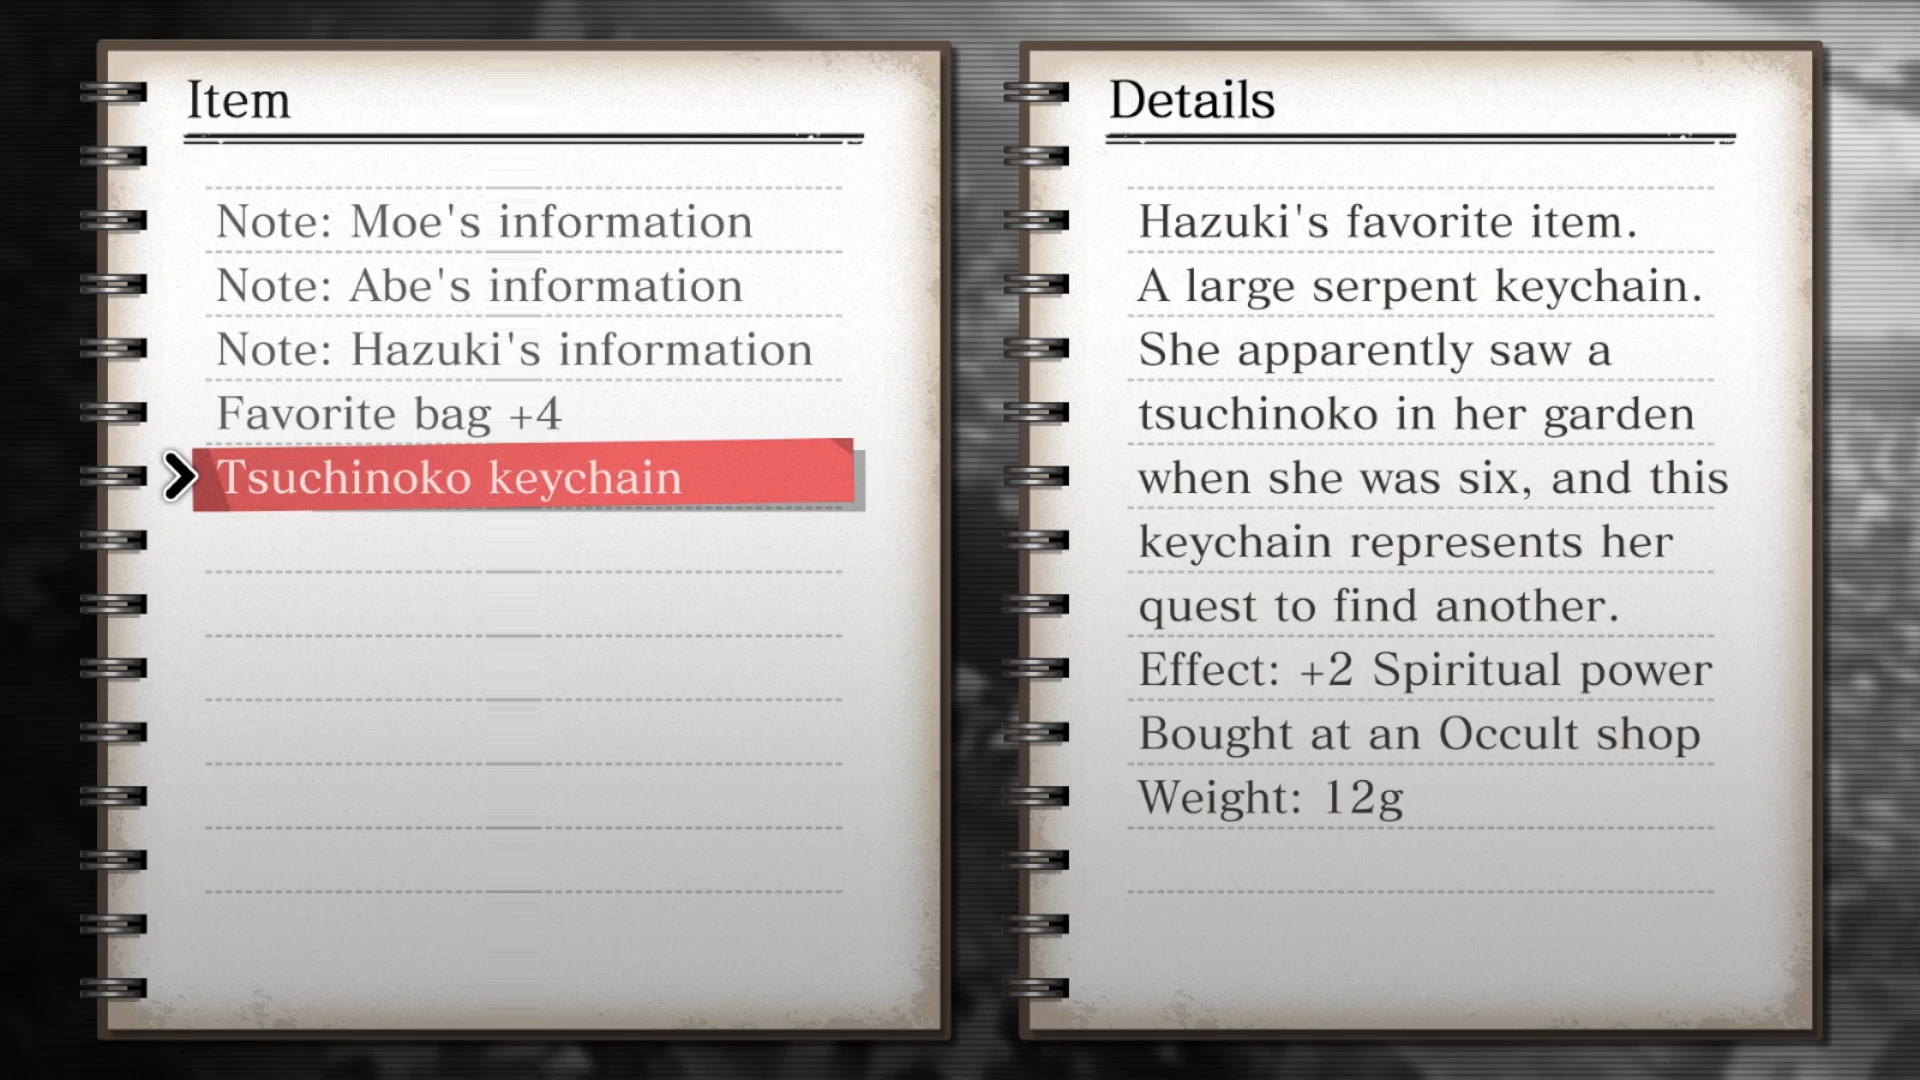 Item
Note: Moe's information
Note: Abe's information
Note: Hazuki's information
Favorite bag +4
Tsuchinoko keychain
Details
Hazuki's favorite item.
A large serpent keychain.
She apparently saw a
tsuchinoko in her garden
when she was six, and this
keychain represents her
quest to find another.
Effect: +2 Spiritual power
Bought at an Occult shop
Weight: 12g